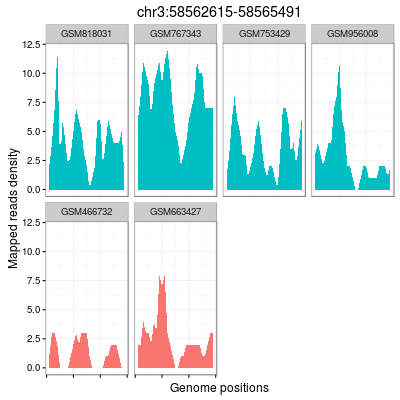 chr3:58562615-58565491
GSM818031 GSM767343 GSM753429 GSM956008
12.5
10.0
7.5
5.0
2.5
0.0
GSM466732 GSM663427
12.5
10.0
7.5
5.0
2.5
0.0
Mapped reads density
Genome positions